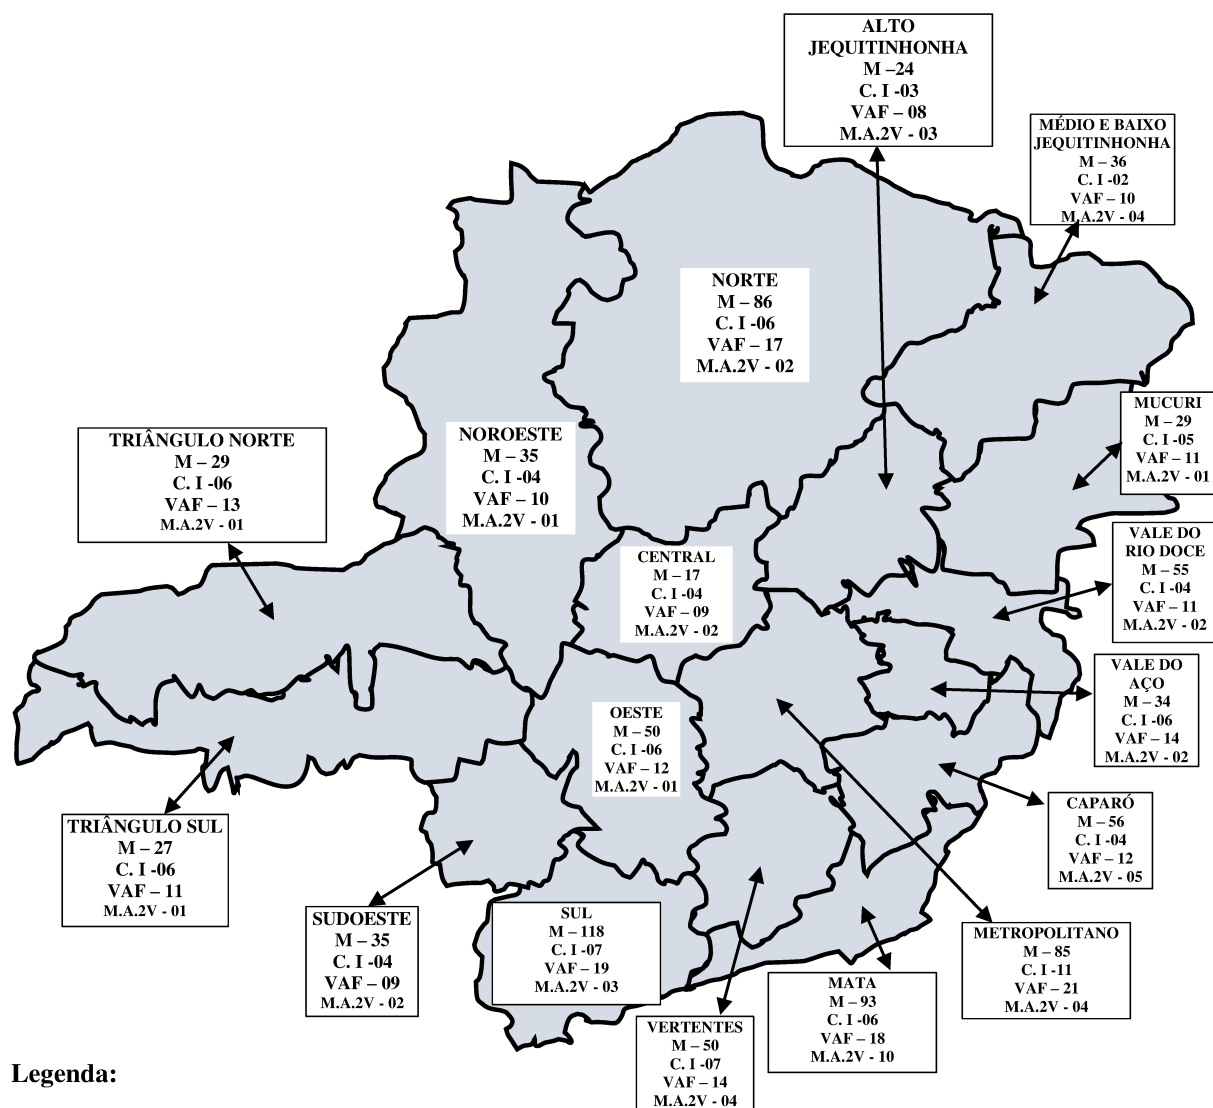 ALTO
JEQUITINHONHA
M –24
C. I -03
VAF – 08
M.A.2V - 03
MÉDIO E BAIXO
JEQUITINHONHA
M – 36
C. I -02
VAF – 10
M.A.2V - 04
NORTE
M – 86
C. I -06
VAF – 17
M.A.2V - 02
MUCURI
M – 29
C. I -05
VAF – 11
M.A.2V - 01
TRIÂNGULO NORTE
M – 29
C. I -06
VAF – 13
M.A.2V - 01
NOROESTE
M – 35
C. I -04
VAF – 10
M.A.2V - 01
VALE DO
RIO DOCE
M – 55
C. I -04
VAF – 11
M.A.2V - 02
CENTRAL
M – 17
C. I -04
VAF – 09
M.A.2V - 02
VALE DO
AÇO
M – 34
C. I -06
VAF – 14
M.A.2V - 02
OESTE
M – 50
C. I -06
VAF – 12
M.A.2V - 01
CAPARÓ
M – 56
C. I -04
VAF – 12
M.A.2V - 05
TRIÂNGULO SUL
M – 27
C. I -06
VAF – 11
M.A.2V - 01
SUDOESTE
M – 35
C. I -04
VAF – 09
M.A.2V - 02
SUL
M – 118
C. I -07
VAF – 19
M.A.2V - 03
METROPOLITANO
M – 85
C. I -11
VAF – 21
M.A.2V - 04
MATA
M – 93
C. I -06
VAF – 18
M.A.2V - 10
VERTENTES
M – 50
C. I -07
VAF – 14
M.A.2V - 04
Legenda: